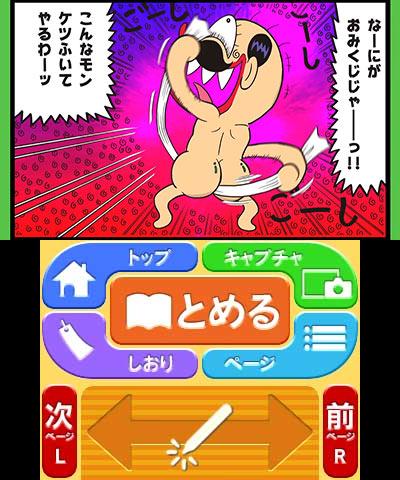 なーにが
おみくじじゃーーっ!!
こんなモン
ケツふいて
やるわーッ
ごーし
ごーし
ごーし
トップ
キャプチャ
とめる
しおり
ページ
次
ページ
L
前
ページ
R